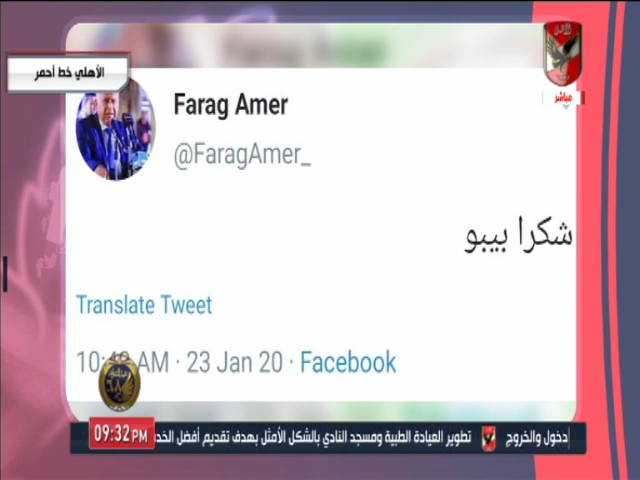 الأهلي خط أحمر
مباشر
Farag Amer
@FaragAmer_
شكرا بيبو
Translate Tweet
10:42 AM · 23 Jan 20 · Facebook
09:32 PM
دخول والخروج
تطوير العيادة الطبية ومسجد النادي بالشكل الأمثل بهدف تقديم أفضل الخد